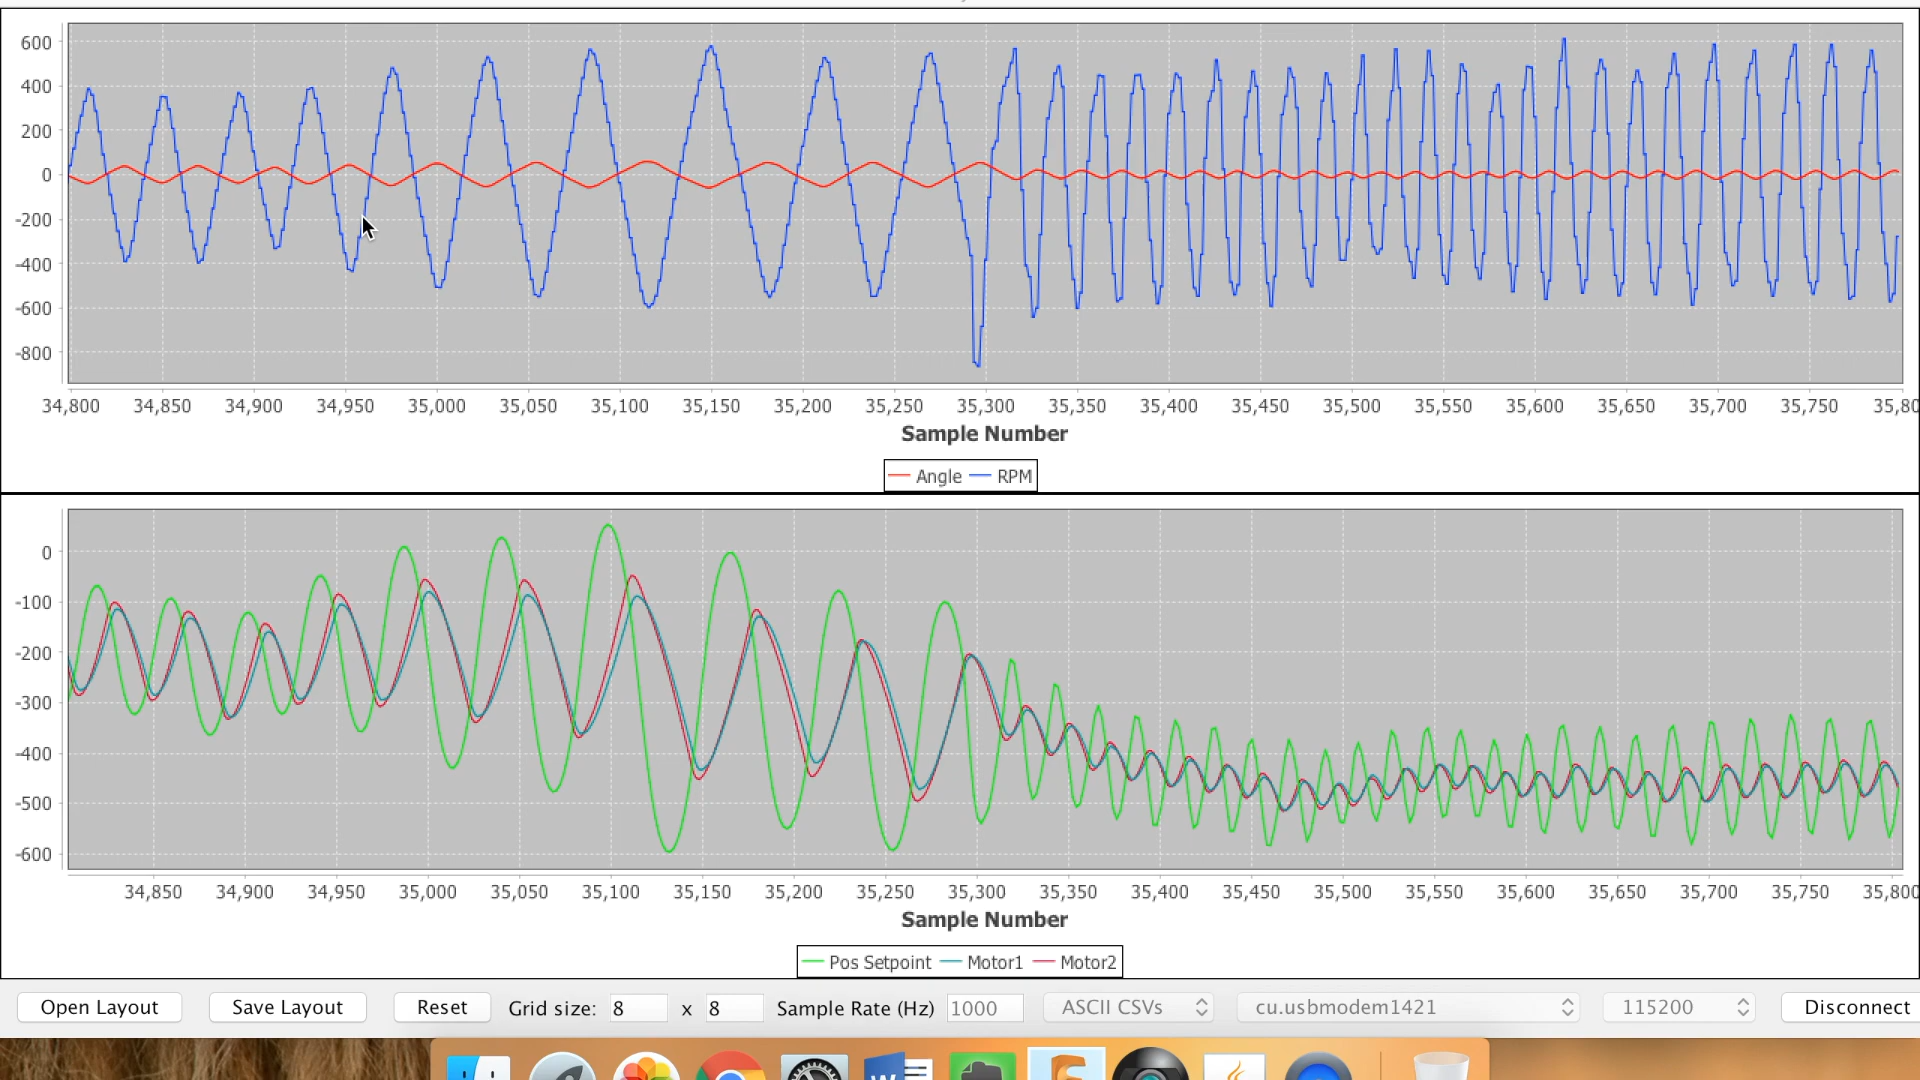 600
400
200
0
-200
-400
-600
-800
34,800 34,850 34,900 34,950 35,000 35,050 35,100 35,150 35,200 35,250 35,300 35,350 35,400 35,450 35,500 35,550 35,600 35,650 35,700 35,750 35,80
Sample Number
Angle RPM
0
-100
-200
-300
-400
-500
-600
34,850 34,900 34,950 35,000 35,050 35,100 35,150 35,200 35,250 35,300 35,350 35,400 35,450 35,500 35,550 35,600 35,650 35,700 35,750 35,800
Sample Number
Pos Setpoint Motor1 Motor2
Open Layout Save Layout Reset Grid size: 8 x 8 Sample Rate (Hz) 1000 ASCII CSVs cu.usbmodem1421 115200 Disconnect
W